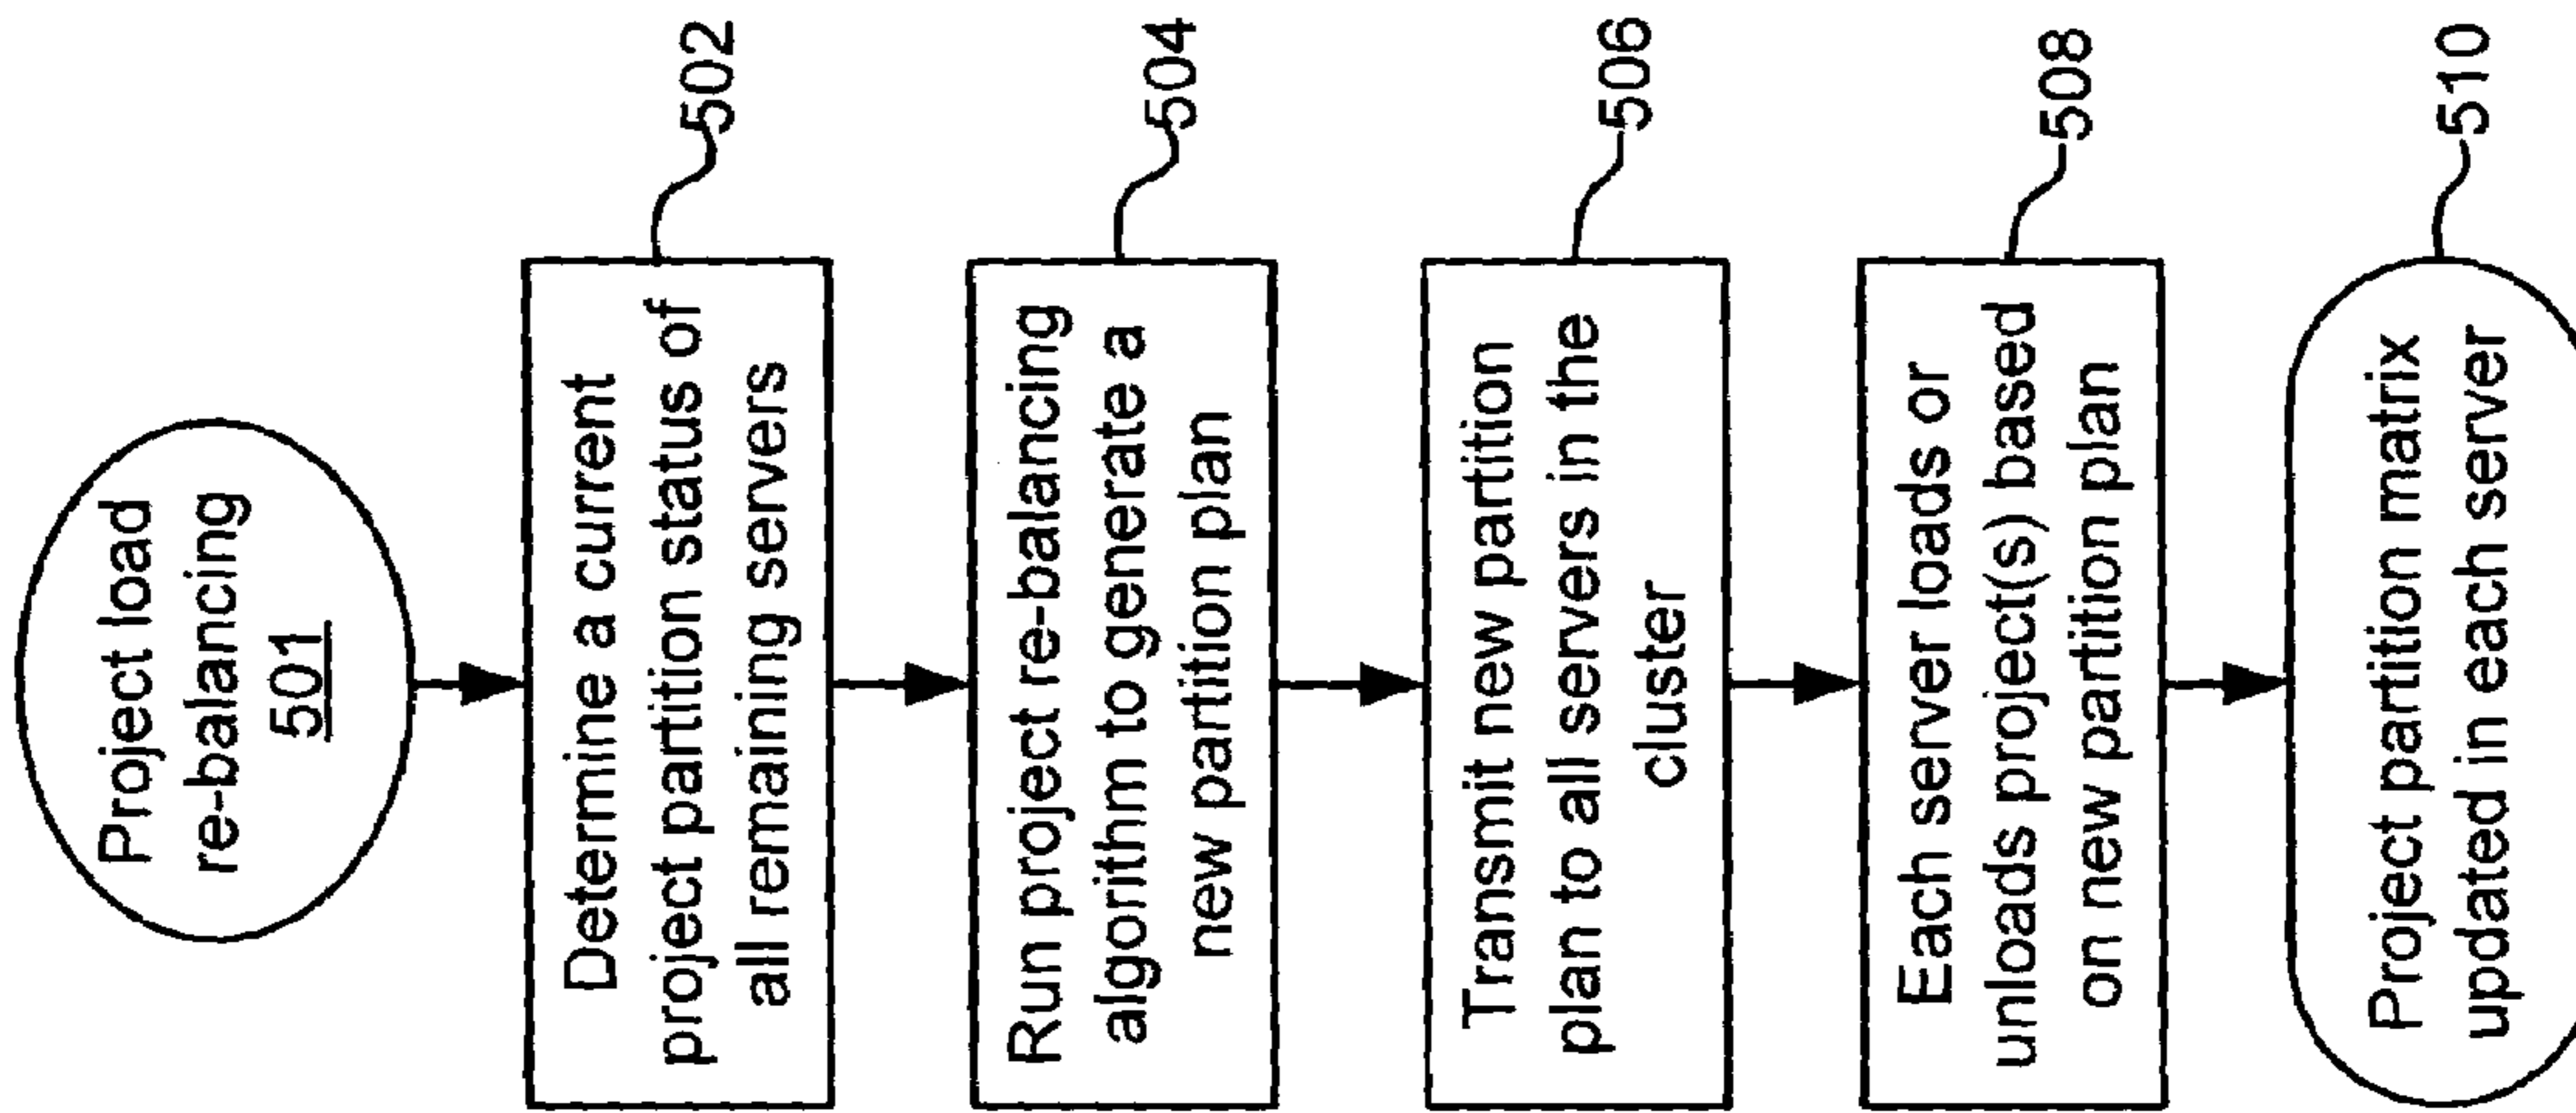 Project load
re-balancing
501
Determine a current
project partition status of
all remaining servers
502
Run project re-balancing
algorithm to generate a
new partition plan
504
Transmit new partition
plan to all servers in the
cluster
506
Each server loads or
unloads project(s) based
on new partition plan
508
Project partition matrix
updated in each server
510